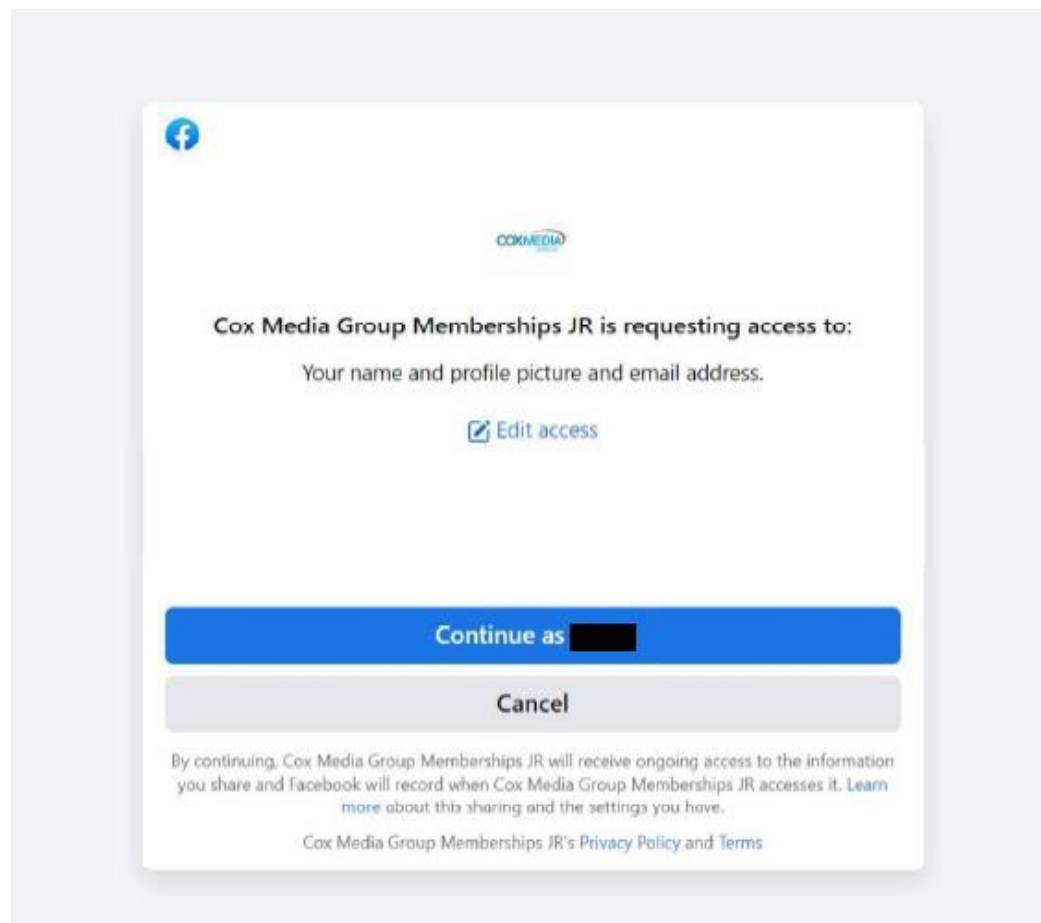 COXMEDIA
Cox Media Group Memberships JR is requesting access to:
Your name and profile picture and email address.
Edit access
Continue as
Cancel
By continuing, Cox Media Group Memberships JR will receive ongoing access to the information
you share and Facebook will record when Cox Media Group Memberships JR accesses it. Learn
more about this sharing and the settings you have.
Cox Media Group Memberships JR's Privacy Policy and Terms